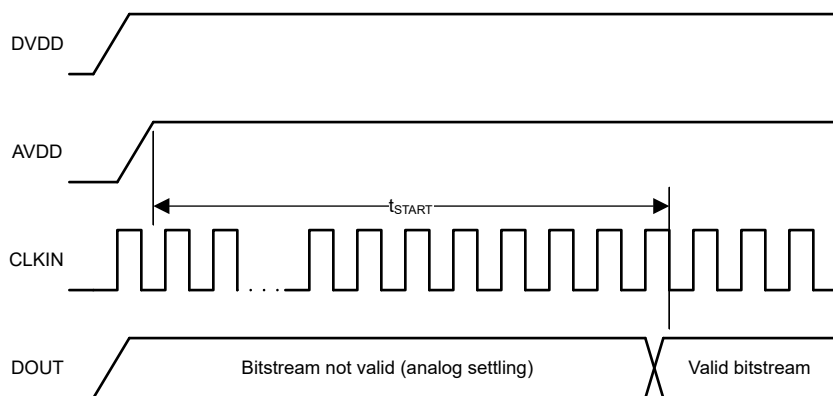 DVDD
AVDD
tSTART
CLKIN
. . .
DOUT
Bitstream not valid (analog settling)
Valid bitstream